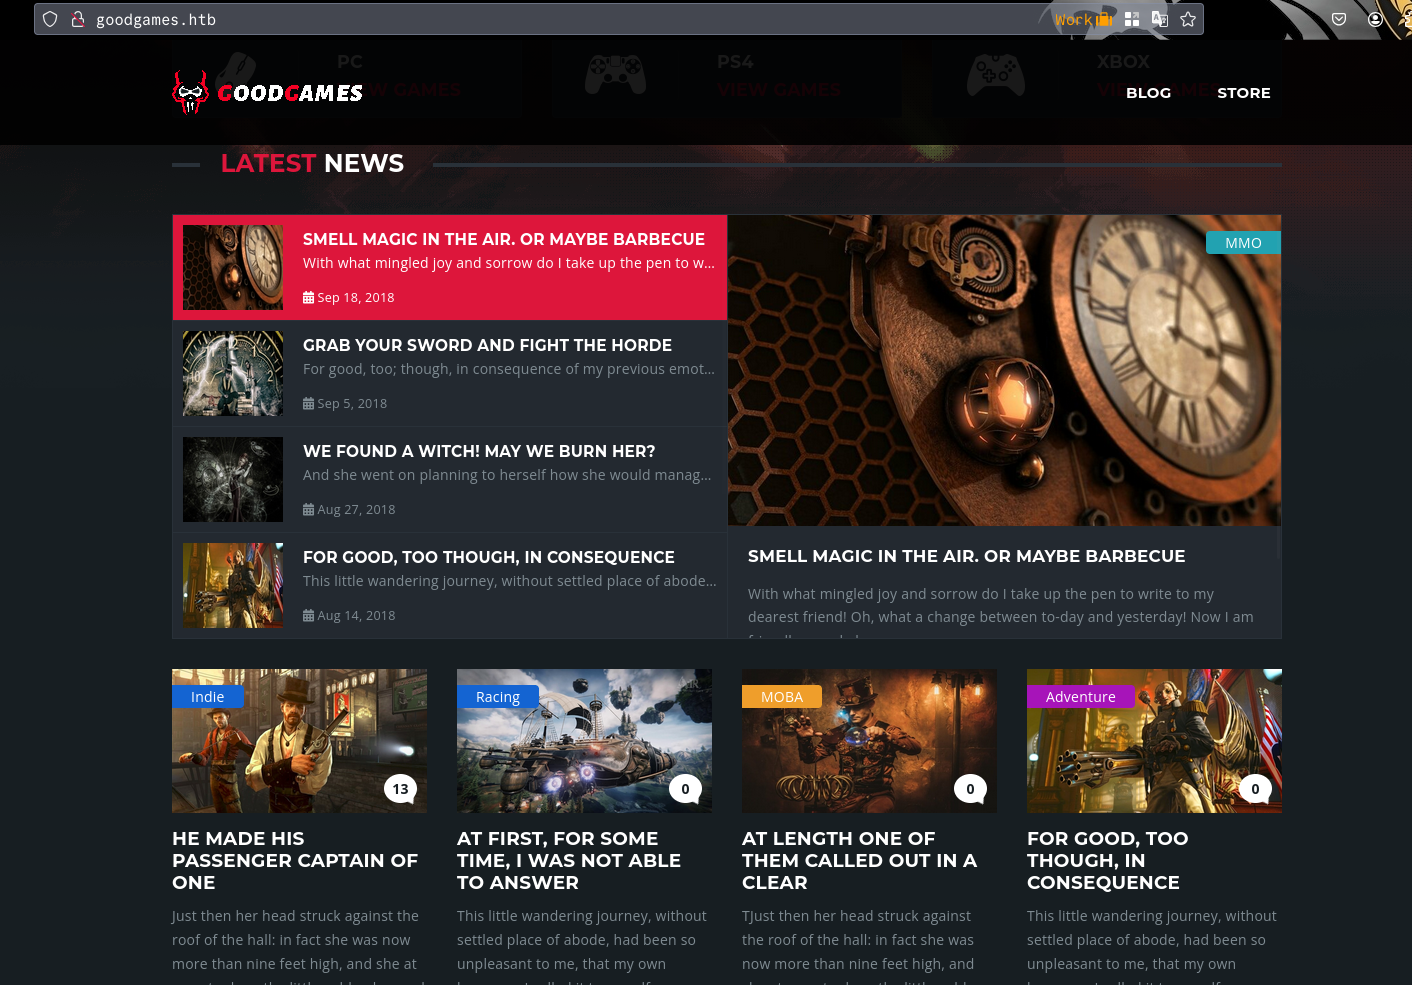 goodgames.htb
Work
PC
VIEW GAMES
PS4
VIEW GAMES
XBOX
VIEW GAMES
GOODGAMES
BLOG
STORE
LATEST NEWS
SMELL MAGIC IN THE AIR. OR MAYBE BARBECUE
With what mingled joy and sorrow do I take up the pen to w...
Sep 18, 2018
GRAB YOUR SWORD AND FIGHT THE HORDE
For good, too; though, in consequence of my previous emot...
Sep 5, 2018
WE FOUND A WITCH! MAY WE BURN HER?
And she went on planning to herself how she would manag...
Aug 27, 2018
FOR GOOD, TOO THOUGH, IN CONSEQUENCE
This little wandering journey, without settled place of abode...
Aug 14, 2018
MMO
SMELL MAGIC IN THE AIR. OR MAYBE BARBECUE
With what mingled joy and sorrow do I take up the pen to write to my
dearest friend! Oh, what a change between to-day and yesterday! Now I am
Indie
13
HE MADE HIS
PASSENGER CAPTAIN OF
ONE
Just then her head struck against the
roof of the hall: in fact she was now
more than nine feet high, and she at
Racing
0
AT FIRST, FOR SOME
TIME, I WAS NOT ABLE
TO ANSWER
This little wandering journey, without
settled place of abode, had been so
unpleasant to me, that my own
MOBA
0
AT LENGTH ONE OF
THEM CALLED OUT IN A
CLEAR
TJust then her head struck against
the roof of the hall: in fact she was
now more than nine feet high, and
Adventure
0
FOR GOOD, TOO
THOUGH, IN
CONSEQUENCE
This little wandering journey, without
settled place of abode, had been so
unpleasant to me, that my own